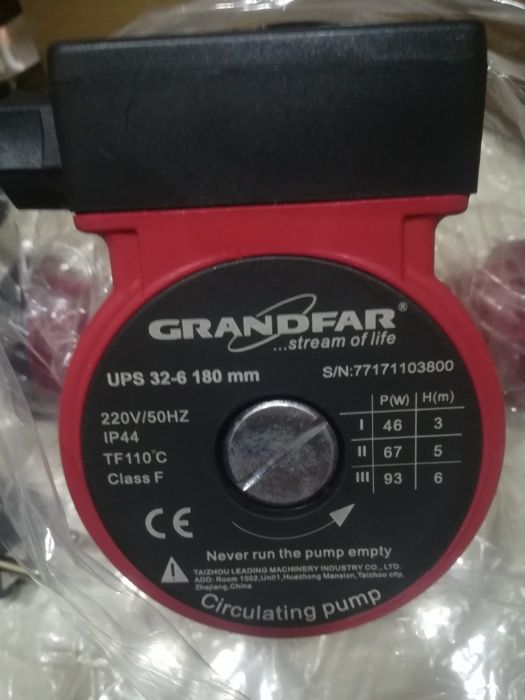 GRANDFAR®
...stream of life
UPS 32-6 180 mm
S/N:77171103800
220V/50HZ
IP44
TF110°C
Class F
P(W) H(m)
I 46 3
II 67 5
III 93 6
CE
Never run the pump empty
TAIZHOU LEADING MACHINERY INDUSTRY CO., LTD.
ADD: Room 1002,Unit1,Huazhong Mansion,Taizhou city,
Zhejiang,China
Circulating pump